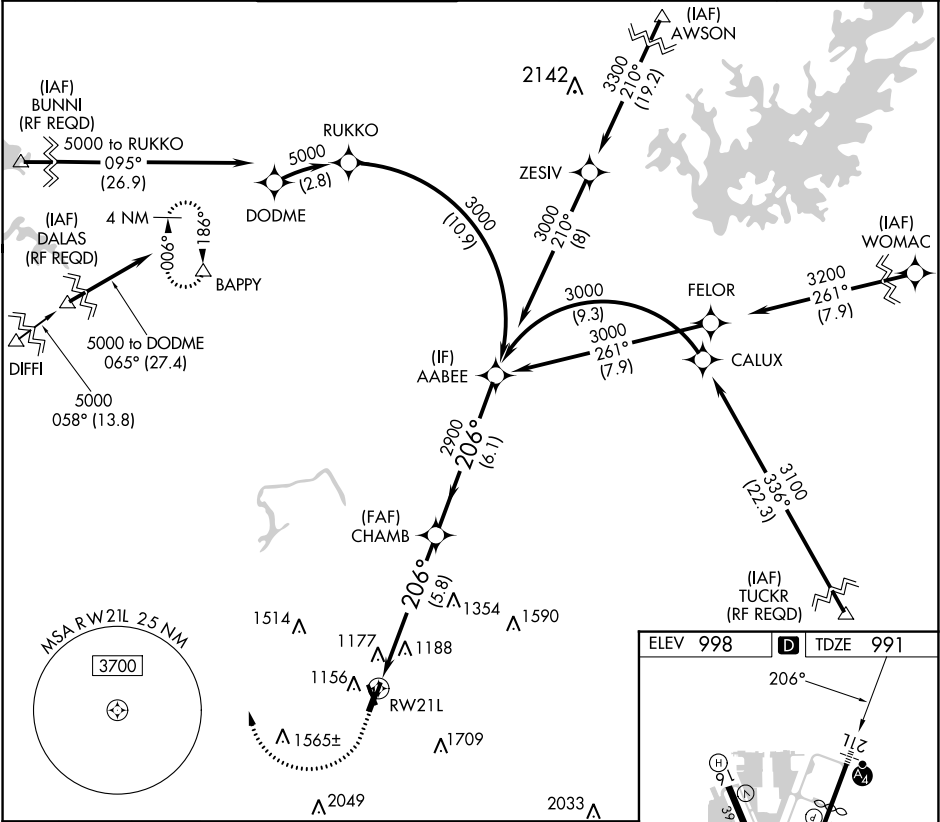 (IAF)
AWSON
3300
210°
(19.2)
2142
(IAF)
BUNNI
(RF REQD)
5000 to RUKKO
095°
(26.9)
RUKKO
5000
(2.8)
DODME
3000
(10.9)
ZESIV
3000
210°
(8)
(IAF)
DALAS
(RF REQD)
4 NM
006°
186°
BAPPY
(IAF)
WOMAC
3200
261°
(7.9)
FELOR
3000
(9.3)
3000
261°
(7.9)
CALUX
DIFFI
5000 to DODME
065° (27.4)
5000
058° (13.8)
(IF)
AABEE
2900
206°
(6.1)
3100
336°
(22.3)
(FAF)
CHAMB
206°
(5.8)
(IAF)
TUCKR
(RF REQD)
1514
1354
1590
1177
1188
1156
RW21L
1565±
1709
2049
2033
MSA RW21L 25 NM
3700
ELEV 998 D TDZE 991
206°
21L
A4
H
16
V
39
P